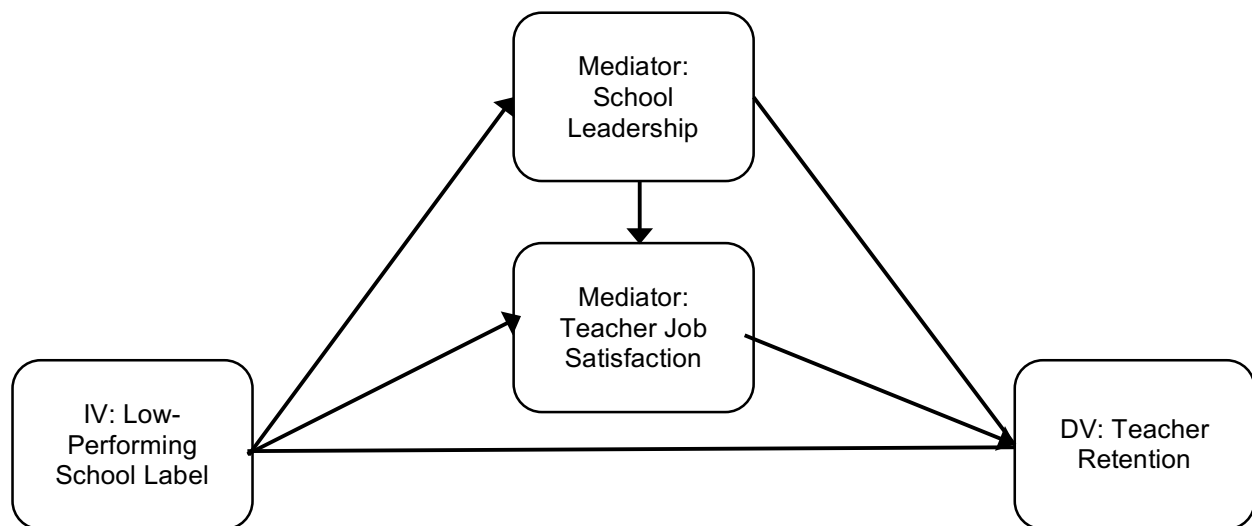 Mediator:
School
Leadership
Mediator:
Teacher Job
Satisfaction
IV: Low-
Performing
School Label
DV: Teacher
Retention